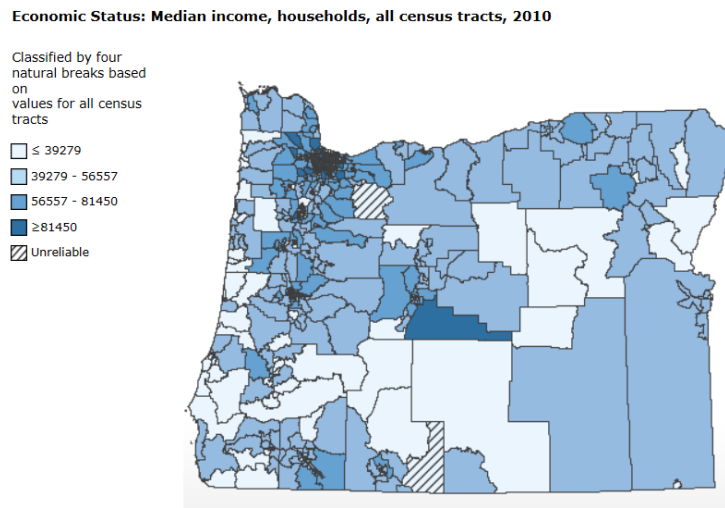 Economic Status: Median income, households, all census tracts, 2010
Classified by four
natural breaks based
on
values for all census
tracts
≤ 39279
39279 - 56557
56557 - 81450
≥81450
Unreliable